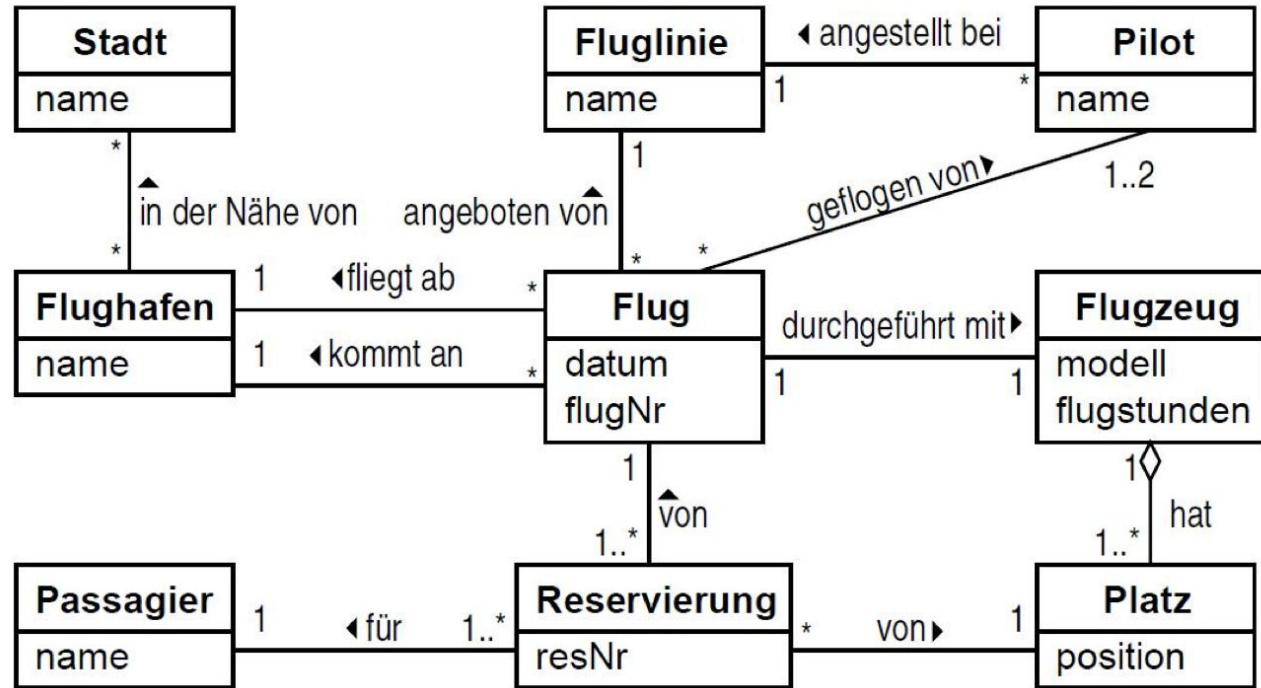 Stadt
name
Fluglinie
name
◄ angestellt bei
1
*
Pilot
name
*
in der Nähe von
*
1
angeboten von
*
geflogen von►
1..2
*
Flughafen
name
1
◄fliegt ab
*
1
◄kommt an
*
Flug
datum
flugNr
durchgeführt mit►
1
1
Flugzeug
modell
flugstunden
1
von
1..*
1
hat
1..*
Passagier
name
1
◄für
1..*
Reservierung
resNr
*
von►
1
Platz
position